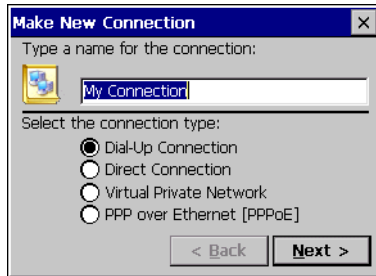 Make New Connection
Type a name for the connection:
My Connection
Select the connection type:
Dial-Up Connection
Direct Connection
Virtual Private Network
PPP over Ethernet [PPPoE]
< Back Next >